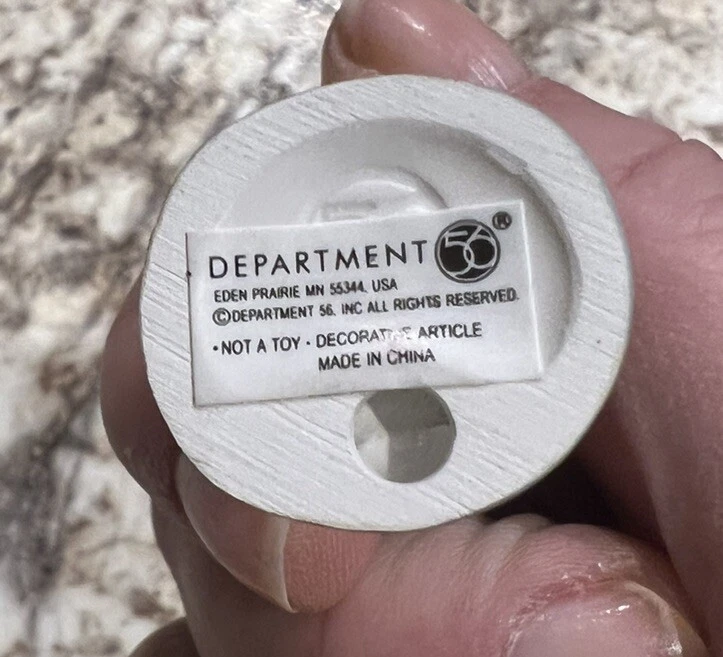 DEPARTMENT 56®
EDEN PRAIRIE MN 55344, USA
©DEPARTMENT 56, INC ALL RIGHTS RESERVED.
•NOT A TOY • DECORATIVE ARTICLE
MADE IN CHINA